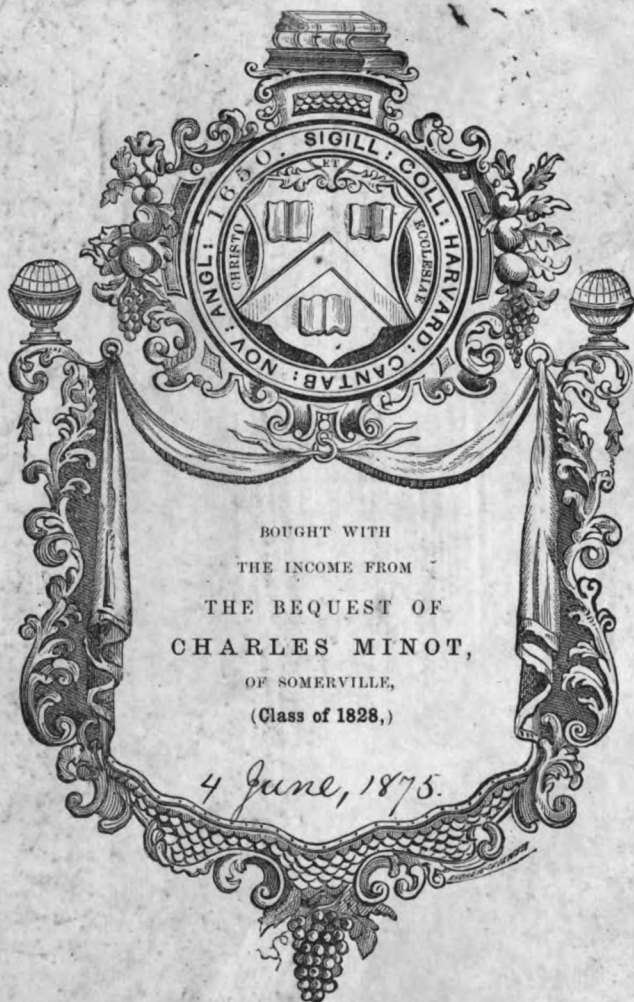 SIGILL: COLL: HARVARD: CANTAB: NOV: ANGL: 1650.
ET
CHRISTO
ECCLESIAE
BOUGHT WITH
THE INCOME FROM
THE BEQUEST OF
CHARLES MINOT,
OF SOMERVILLE,
(Class of 1828,)
4 June, 1875.